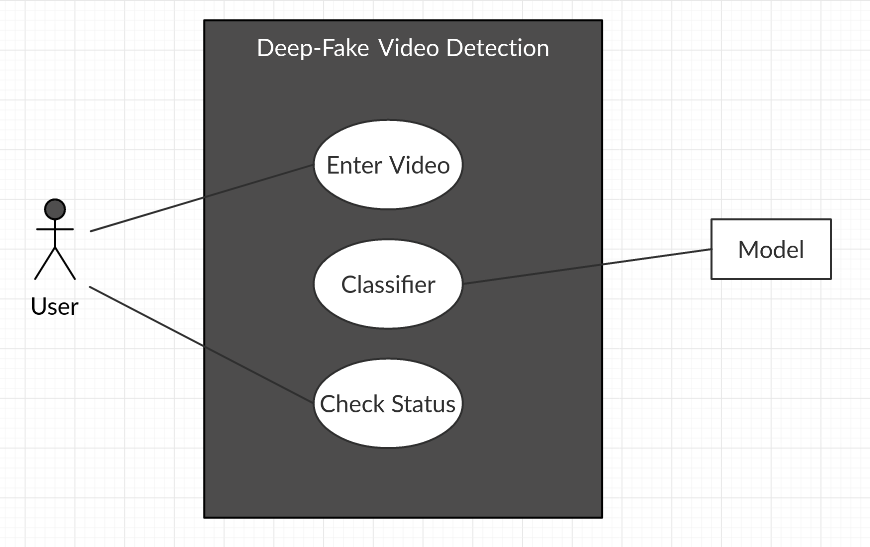 Deep-Fake Video Detection
Enter Video
Classifier
Model
User
Check Status